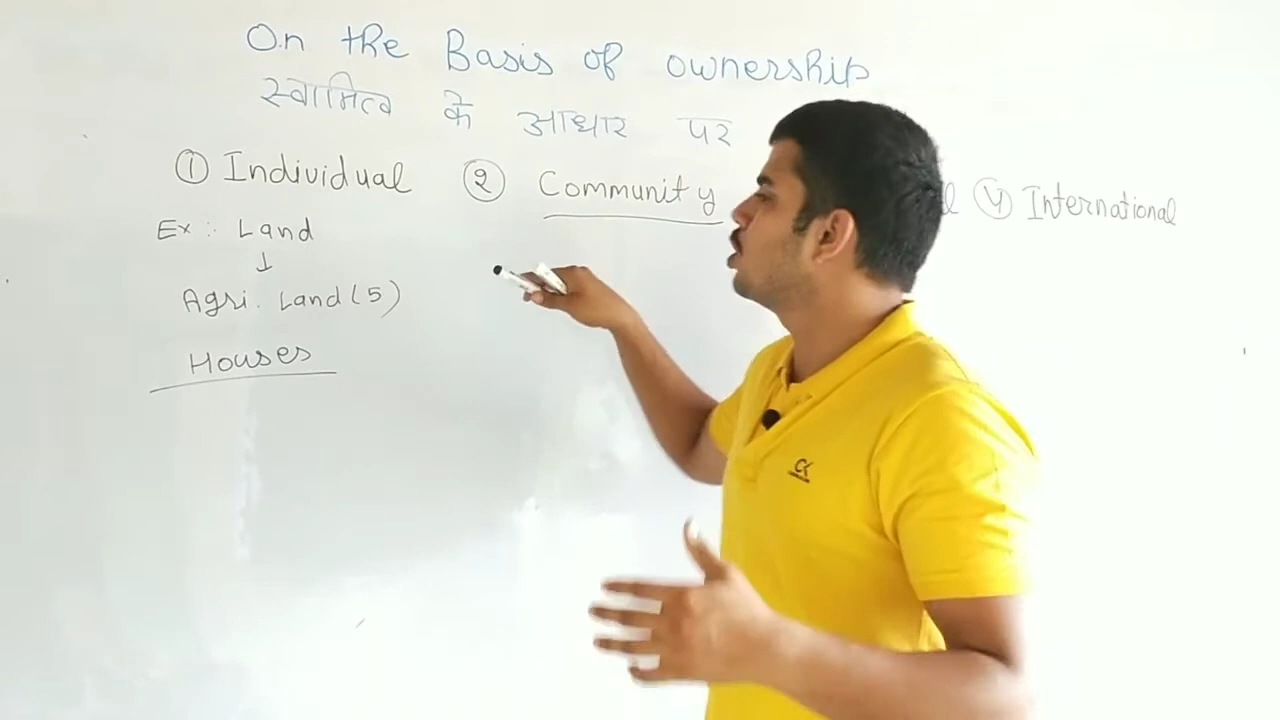 On the Basis of ownership
स्वामित्व के आधार पर
① Individual ② Community ④ International
Ex :- Land
↓
Agri. Land (5)
Houses
CK